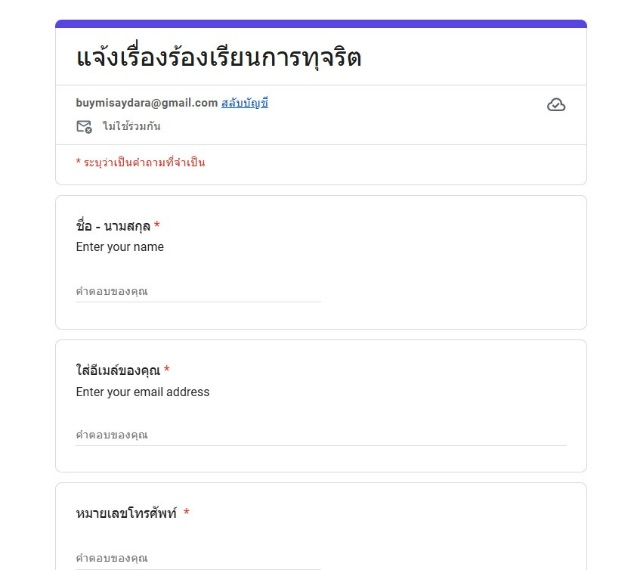 แจ้งเรื่องร้องเรียนการทุจริต
buymisaydara@gmail.com สลับบัญชี
ไม่ใช้ร่วมกัน
* ระบุว่าเป็นคำถามที่จำเป็น
ชื่อ - นามสกุล *
Enter your name
คำตอบของคุณ
ใส่อีเมล์ของคุณ *
Enter your email address
คำตอบของคุณ
หมายเลขโทรศัพท์ *
คำตอบของคุณ